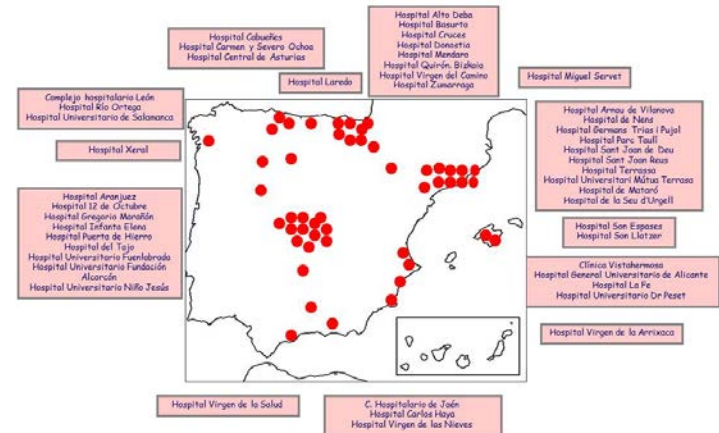 Hospital Cabueñes
Hospital Carmen y Severo Ochoa
Hospital Central de Asturias
Hospital Alto Deba
Hospital Basurto
Hospital Cruces
Hospital Donostia
Hospital Mendaro
Hospital Quirón. Bizkaia
Hospital Virgen del Camino
Hospital Zumarraga
Hospital Laredo
Hospital Miguel Servet
Complejo hospitalario León
Hospital Río Ortega
Hospital Universitario de Salamanca
Hospital Xeral
Hospital Arnau de Vilanova
Hospital de Nens
Hospital Germans Trias i Pujol
Hospital Parc Taulí
Hospital Sant Joan de Deu
Hospital Sant Joan Reus
Hospital Terrassa
Hospital Universitari Mútua Terrasa
Hospital de Mataró
Hospital de la Seu d'Urgell
Hospital Aranjuez
Hospital 12 de Octubre
Hospital Gregorio Marañón
Hospital Infanta Elena
Hospital Puerta de Hierro
Hospital del Tajo
Hospital Universitario Fuenlabrada
Hospital Universitario Fundación
Alcorcón
Hospital Universitario Niño Jesús
Hospital Son Espases
Hospital Son Llatzer
Clínica Vistahermosa
Hospital General Universitario de Alicante
Hospital La Fe
Hospital Universitario Dr Peset
Hospital Virgen de la Arrixaca
Hospital Virgen de la Salud
C. Hospitalario de Jaén
Hospital Carlos Haya
Hospital Virgen de las Nieves